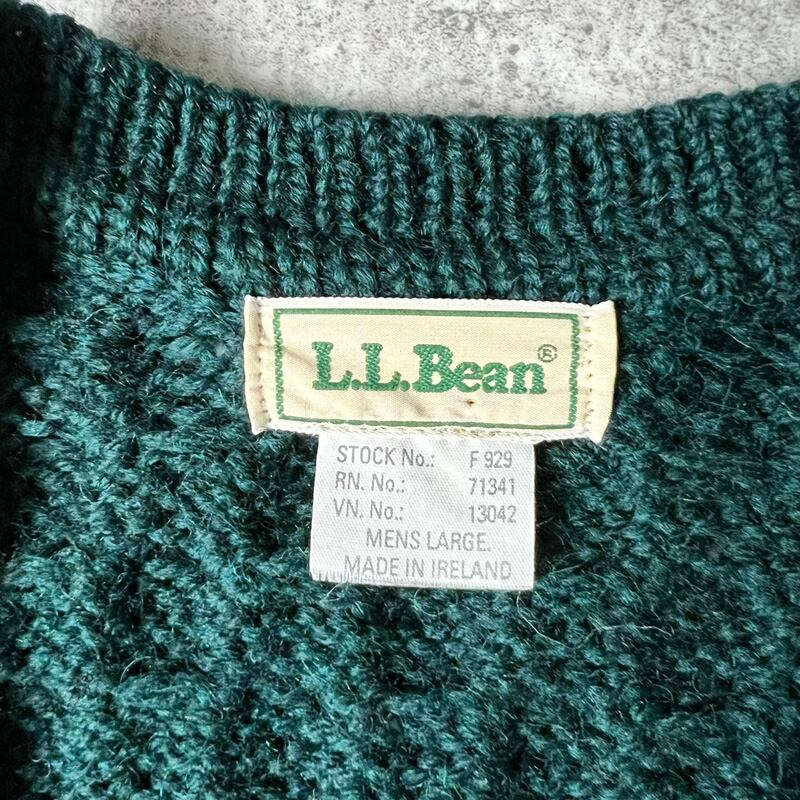 L.L.Bean®
STOCK No.: F 929
RN. No.: 71341
VN. No.: 13042
MENS LARGE.
MADE IN IRELAND